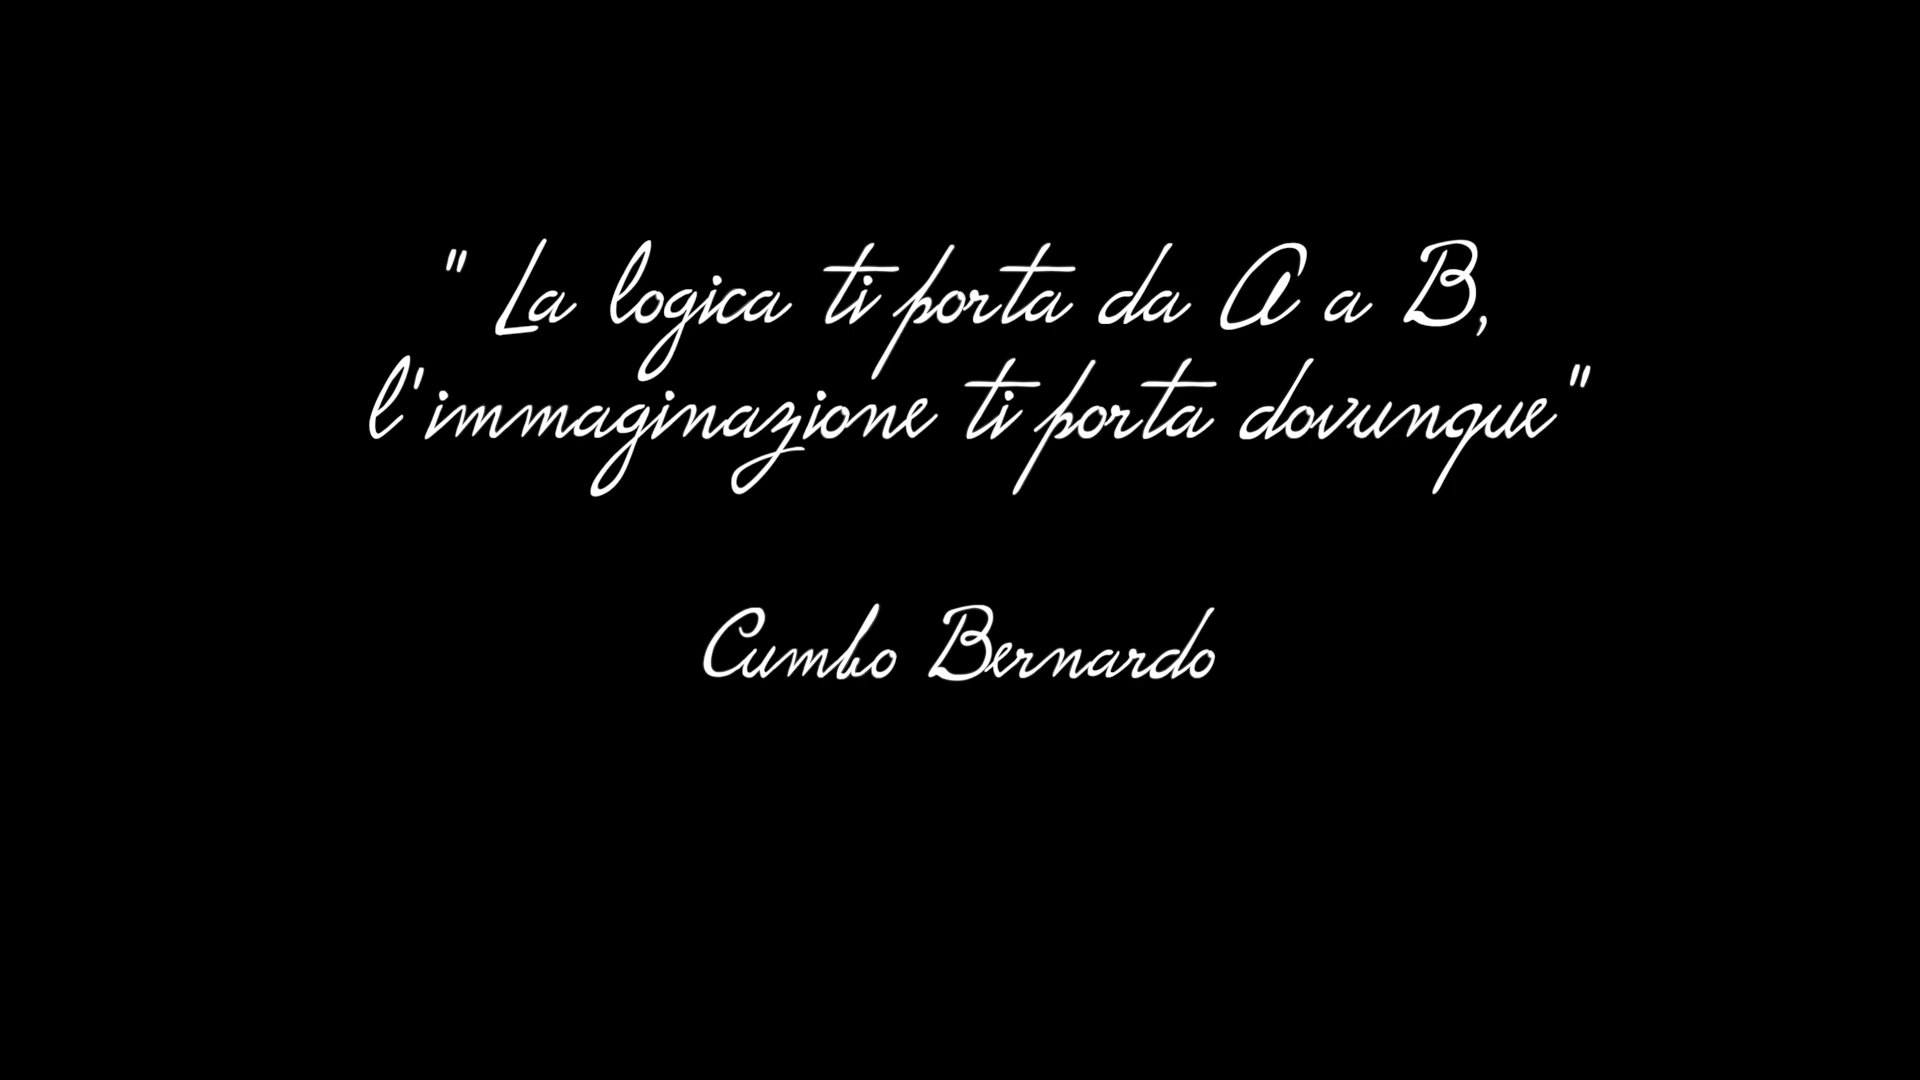 " La logica ti porta da A a B,
l'immaginazione ti porta dovunque"
Cumbo Bernardo